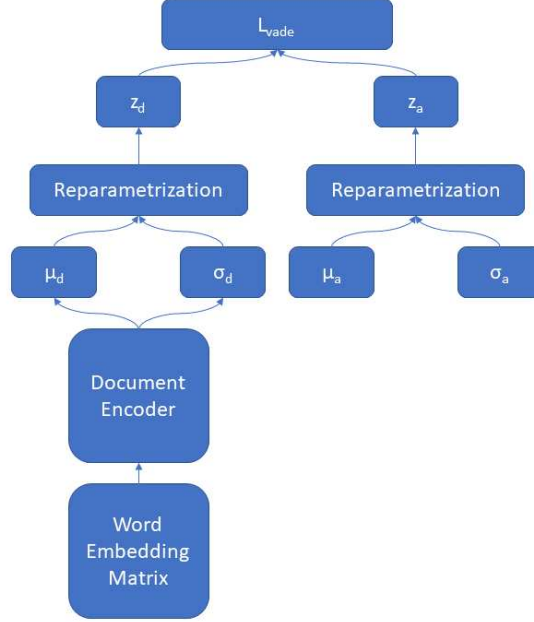 L_vade
z_d
z_a
Reparametrization
Reparametrization
μ_d
σ_d
μ_a
σ_a
Document
Encoder
Word
Embedding
Matrix